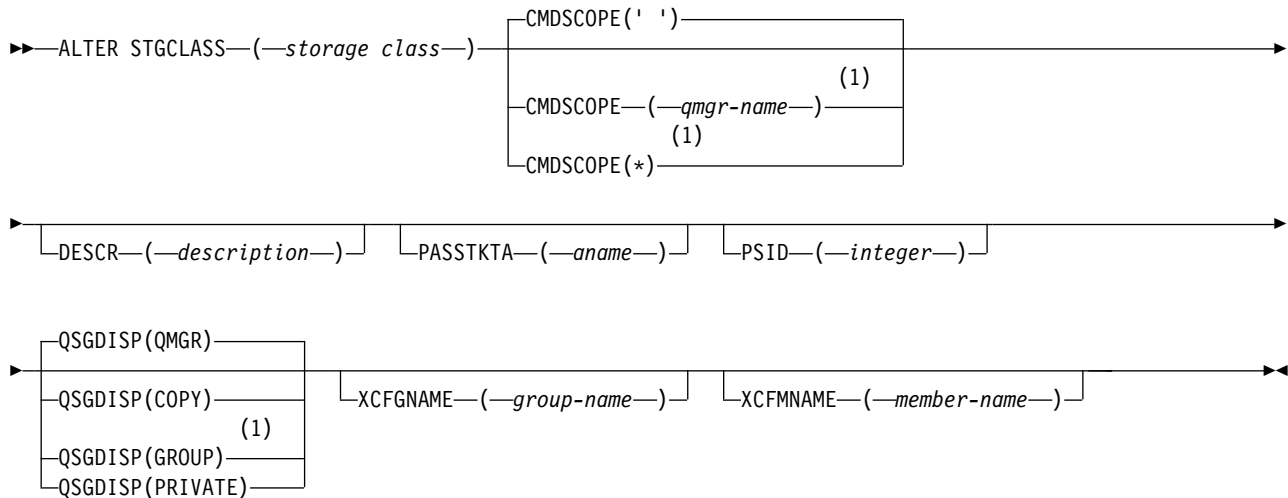 CMDSCOPE(' ')
ALTER STGCLASS ( storage class )
(1)
CMDSCOPE ( qmgr-name )
(1)
CMDSCOPE(*)
DESCR ( description ) PASSTKTA ( aname ) PSID ( integer )
QSGDISP(QMGR)
QSGDISP(COPY) XCFGNAME ( group-name ) XCFMNAME ( member-name )
(1)
QSGDISP(GROUP)
QSGDISP(PRIVATE)